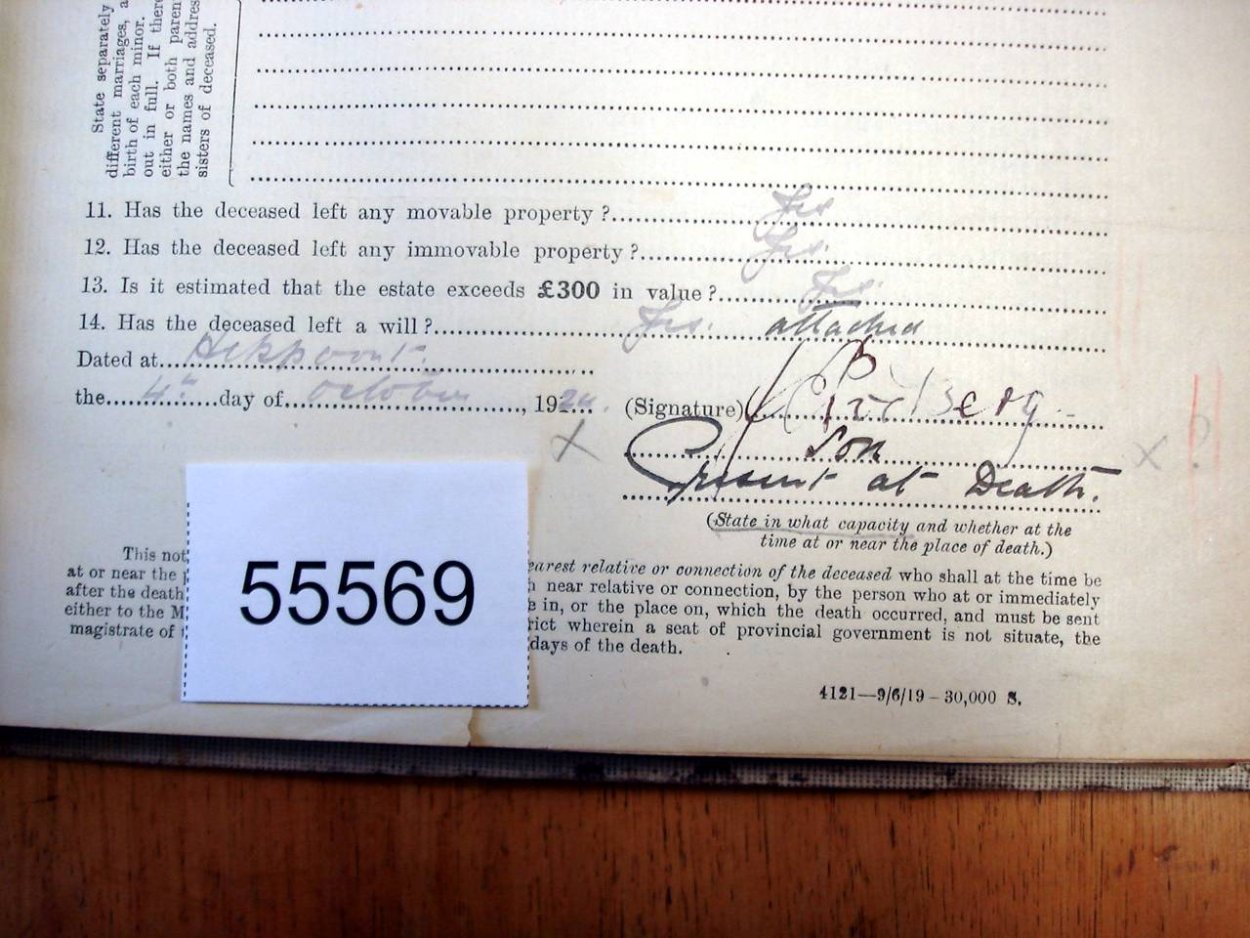 State separately
different marriages, a
birth of each minor.
out in full. If ther
either or both paren
the names and addres
sisters of deceased.
11. Has the deceased left any movable property? Yes
12. Has the deceased left any immovable property? Yes.
13. Is it estimated that the estate exceeds £300 in value? Yes.
14. Has the deceased left a will? Yes. attached
Dated at Hekpoort.
the 4th day of October, 1920. (Signature)
x Son x ?
Present at Death.
(State in what capacity and whether at the
time at or near the place of death.)
This not
55569
earest relative or connection of the deceased who shall at the time be
at or near the p
h near relative or connection, by the person who at or immediately
after the death
e in, or the place on, which the death occurred, and must be sent
either to the M
rict wherein a seat of provincial government is not situate, the
magistrate of t
days of the death.
4121—9/6/19–30,000 S.